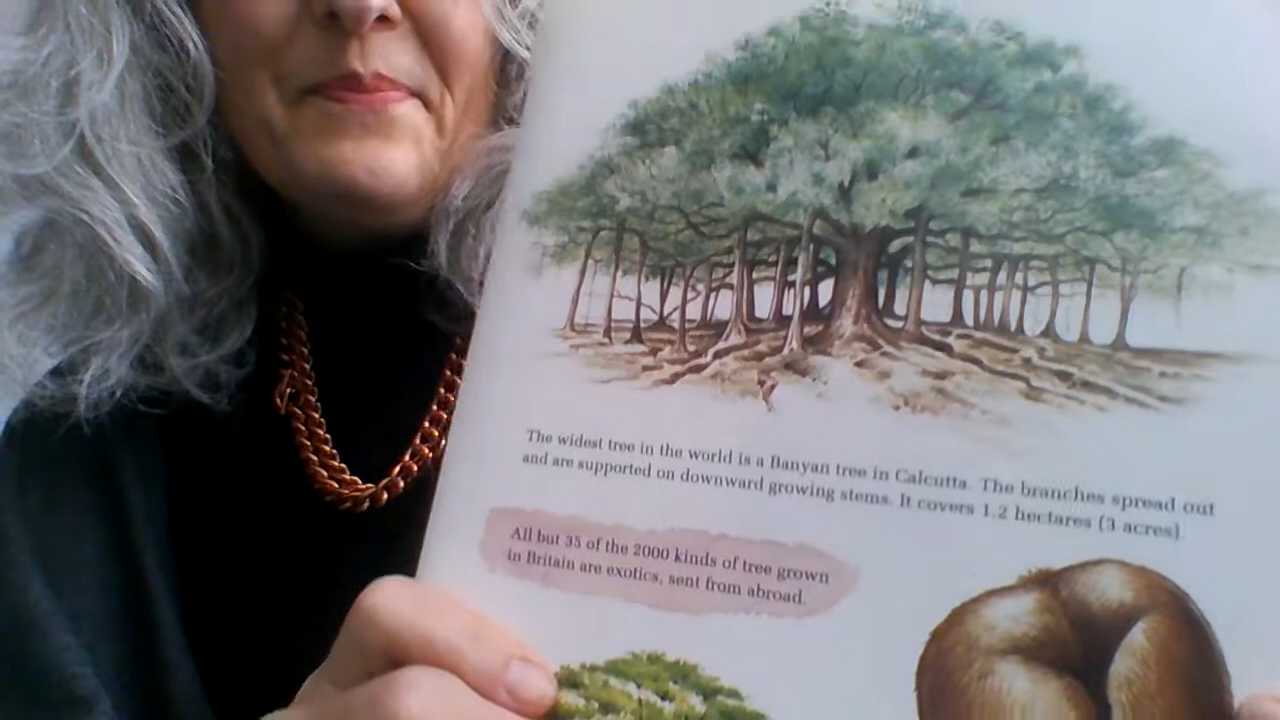 The widest tree in the world is a Banyan tree in Calcutta. The branches spread out
and are supported on downward growing stems. It covers 1.2 hectares (3 acres).
All but 35 of the 2000 kinds of tree grown
in Britain are exotics, sent from abroad.